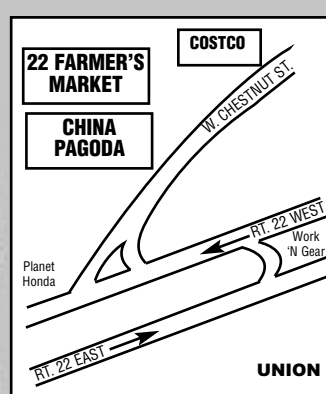 COSTCO
22 FARMER'S
MARKET
CHINA
PAGODA
W. CHESTNUT ST.
RT. 22 WEST
Work
'N Gear
Planet
Honda
RT. 22 EAST
UNION